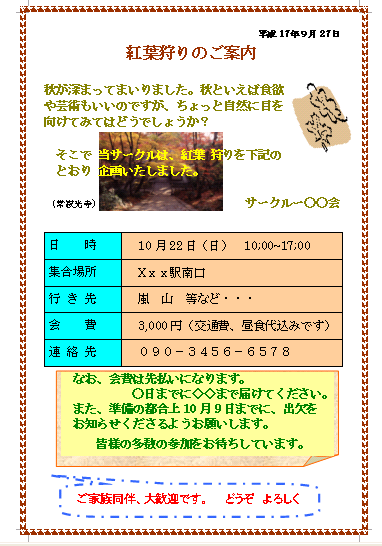 平成 17年9月 27日
紅葉狩りのご案内
秋が深まってまいりました。秋といえば食欲
や芸術もいいのですが、ちょっと自然に目を
向けてみてはどうでしょうか？
そこで 当サークルは、紅葉 狩りを下記の
とおり 企画いたしました。
(常寂光寺)
サークルー〇〇会
日 時 10月22日（日） 10;00~17;00
集合場所 Xｘｘ駅南口
行き先 嵐 山 等など・・・
会 費 3,000円（交通費、昼食代込みです）
連絡先 ０９０－３４５６－６５７８
なお、会費は先払いになります。
〇日までに◇◇まで届けてください。
また、準備の都合上10月9日までに、出欠を
お知らせくださるようお願いします。
皆様の多数の参加をお待ちしています。
ご家族同伴、大歓迎です。 どうぞ よろしく